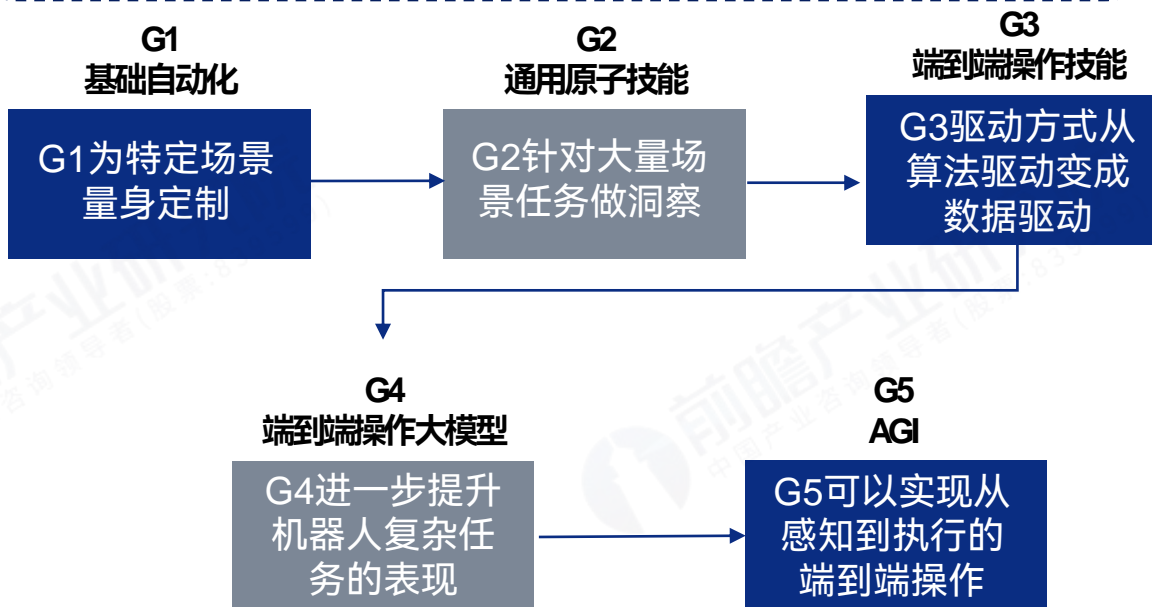 G1
基础自动化
G2
通用原子技能
G3
端到端操作技能
G1为特定场景
量身定制
G2针对大量场
景任务做洞察
G3驱动方式从
算法驱动变成
数据驱动
G4
端到端操作大模型
G5
AGI
G4进一步提升
机器人复杂任
务的表现
G5可以实现从
感知到执行的
端到端操作
前瞻产业研